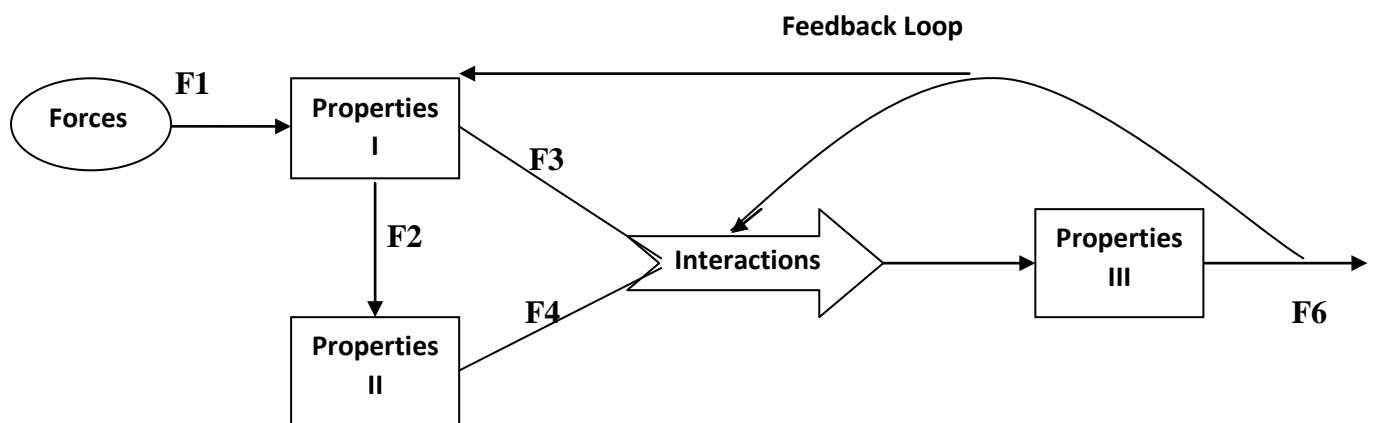 Feedback Loop
F1
Forces
Properties
I
F3
F2
Interactions
Properties
III
F4
F6
Properties
II